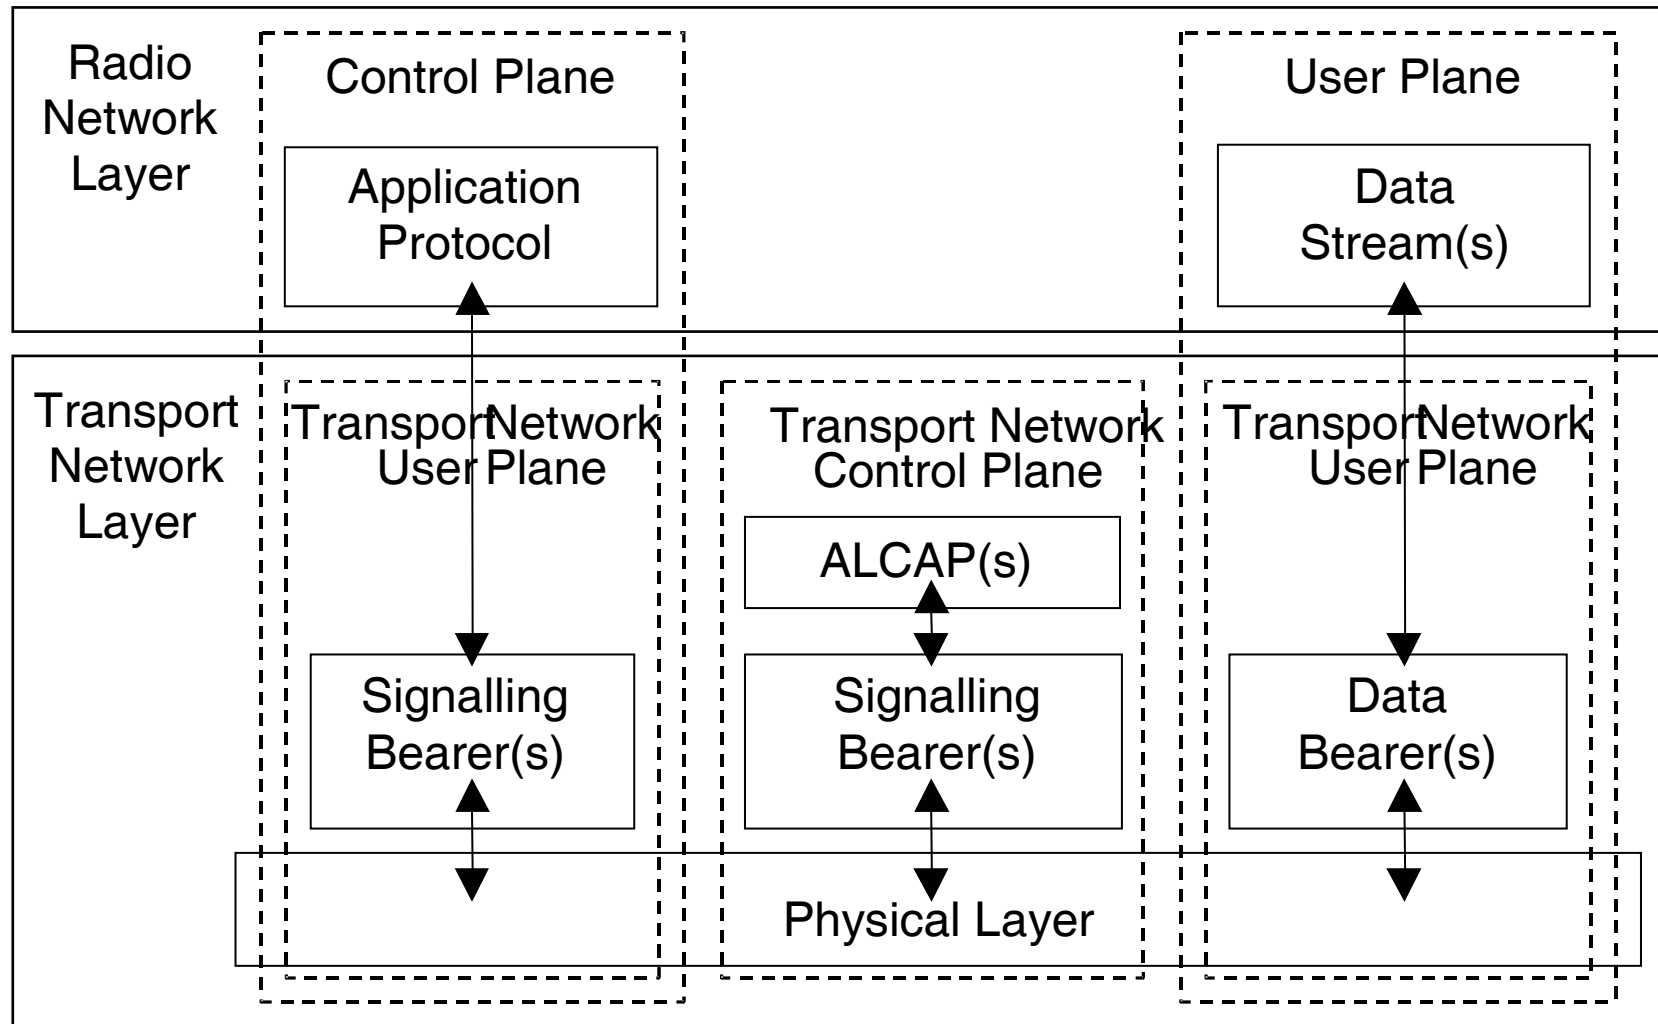 Radio
Network
Layer
Control Plane
User Plane
Application
Protocol
Data
Stream(s)
Transport
Network
Layer
Transport Network
User Plane
Transport Network
Control Plane
Transport Network
User Plane
ALCAP(s)
Signalling
Bearer(s)
Signalling
Bearer(s)
Data
Bearer(s)
Physical Layer